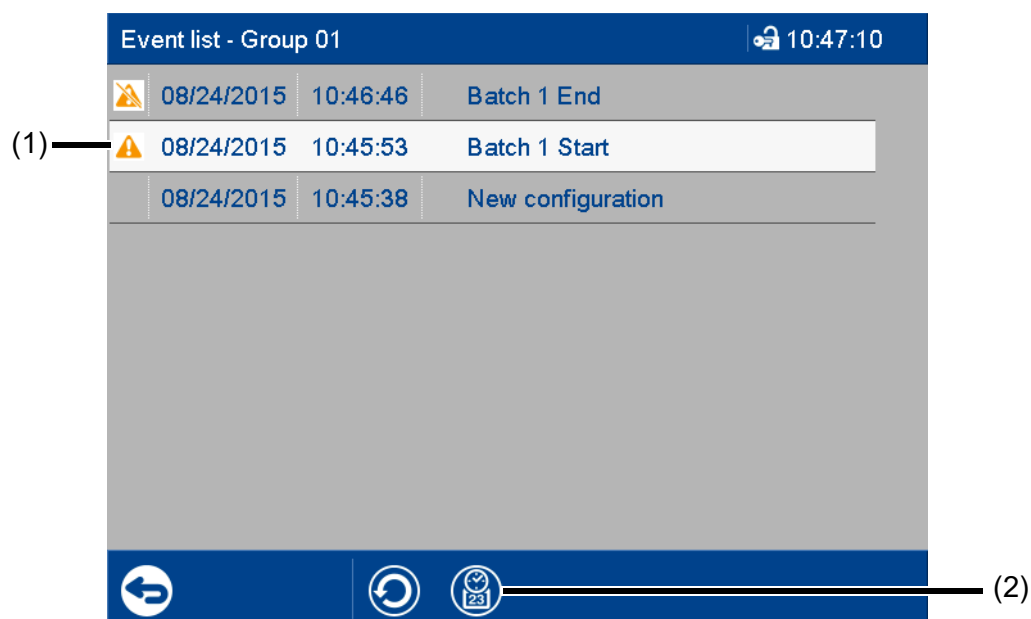 Event list - Group 01 10:47:10
08/24/2015 10:46:46 Batch 1 End
(1) 08/24/2015 10:45:53 Batch 1 Start
08/24/2015 10:45:38 New configuration
23 (2)